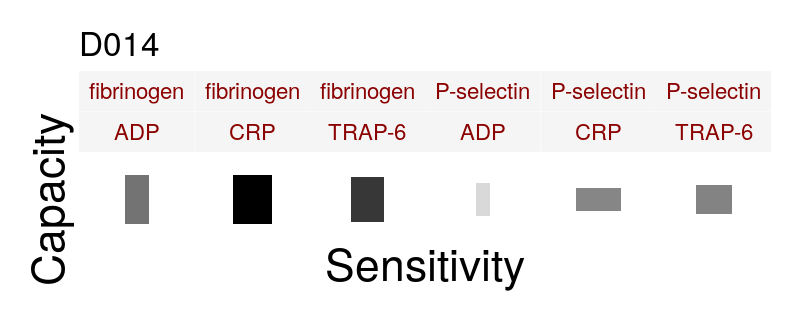 D014
fibrinogen fibrinogen fibrinogen P-selectin P-selectin P-selectin
ADP CRP TRAP-6 ADP CRP TRAP-6
Capacity
Sensitivity